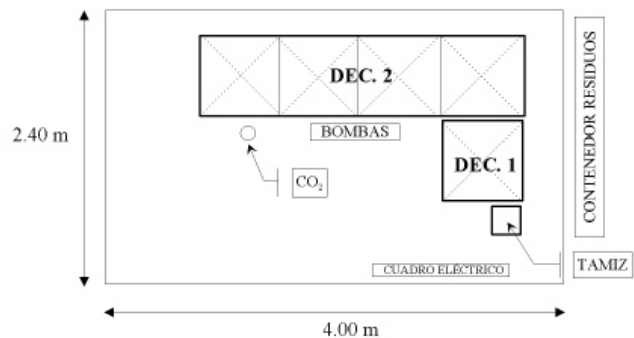 DEC. 2
2.40 m
BOMBAS
CO₂
DEC. 1
CONTENEDOR RESIDUOS
TAMIZ
CUADRO ELÉCTRICO
4.00 m